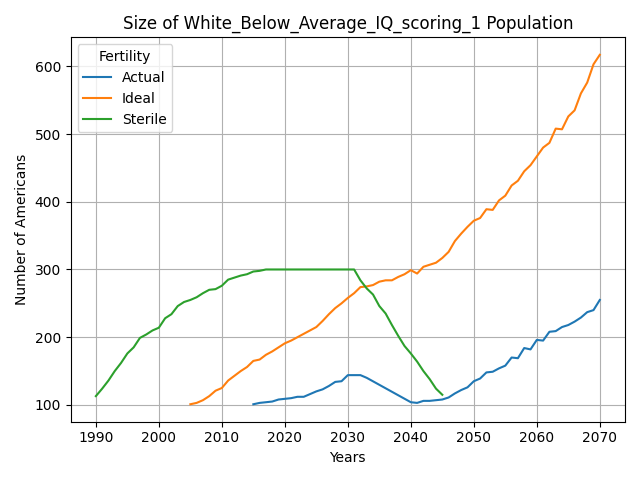 Size of White_Below_Average_IQ_scoring_1 Population
Fertility
Actual
Ideal
Sterile
Number of Americans
600
500
400
300
200
100
1990 2000 2010 2020 2030 2040 2050 2060 2070
Years